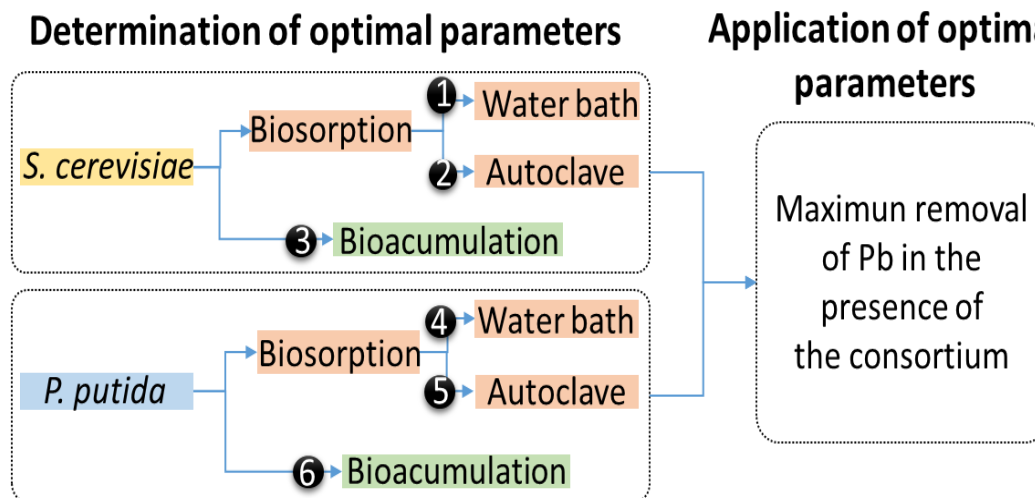 Determination of optimal parameters
Application of optima
parameters
1
Water bath
Biosorption
S. cerevisiae
2
Autoclave
3
Bioacumulation
4
Water bath
Biosorption
P. putida
5
Autoclave
6
Bioacumulation
Maximun removal
of Pb in the
presence of
the consortium